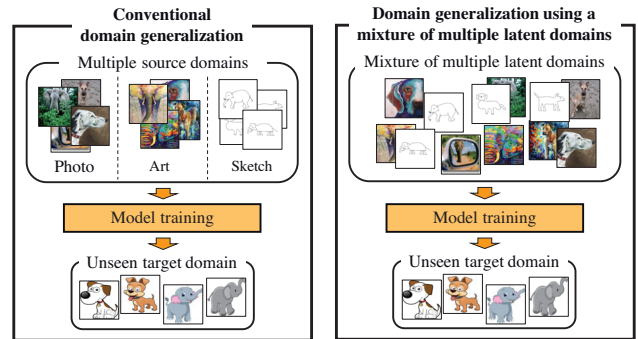 Conventional
domain generalization
Multiple source domains
Photo
Art
Sketch
Model training
Unseen target domain
Domain generalization using a
mixture of multiple latent domains
Mixture of multiple latent domains
Model training
Unseen target domain